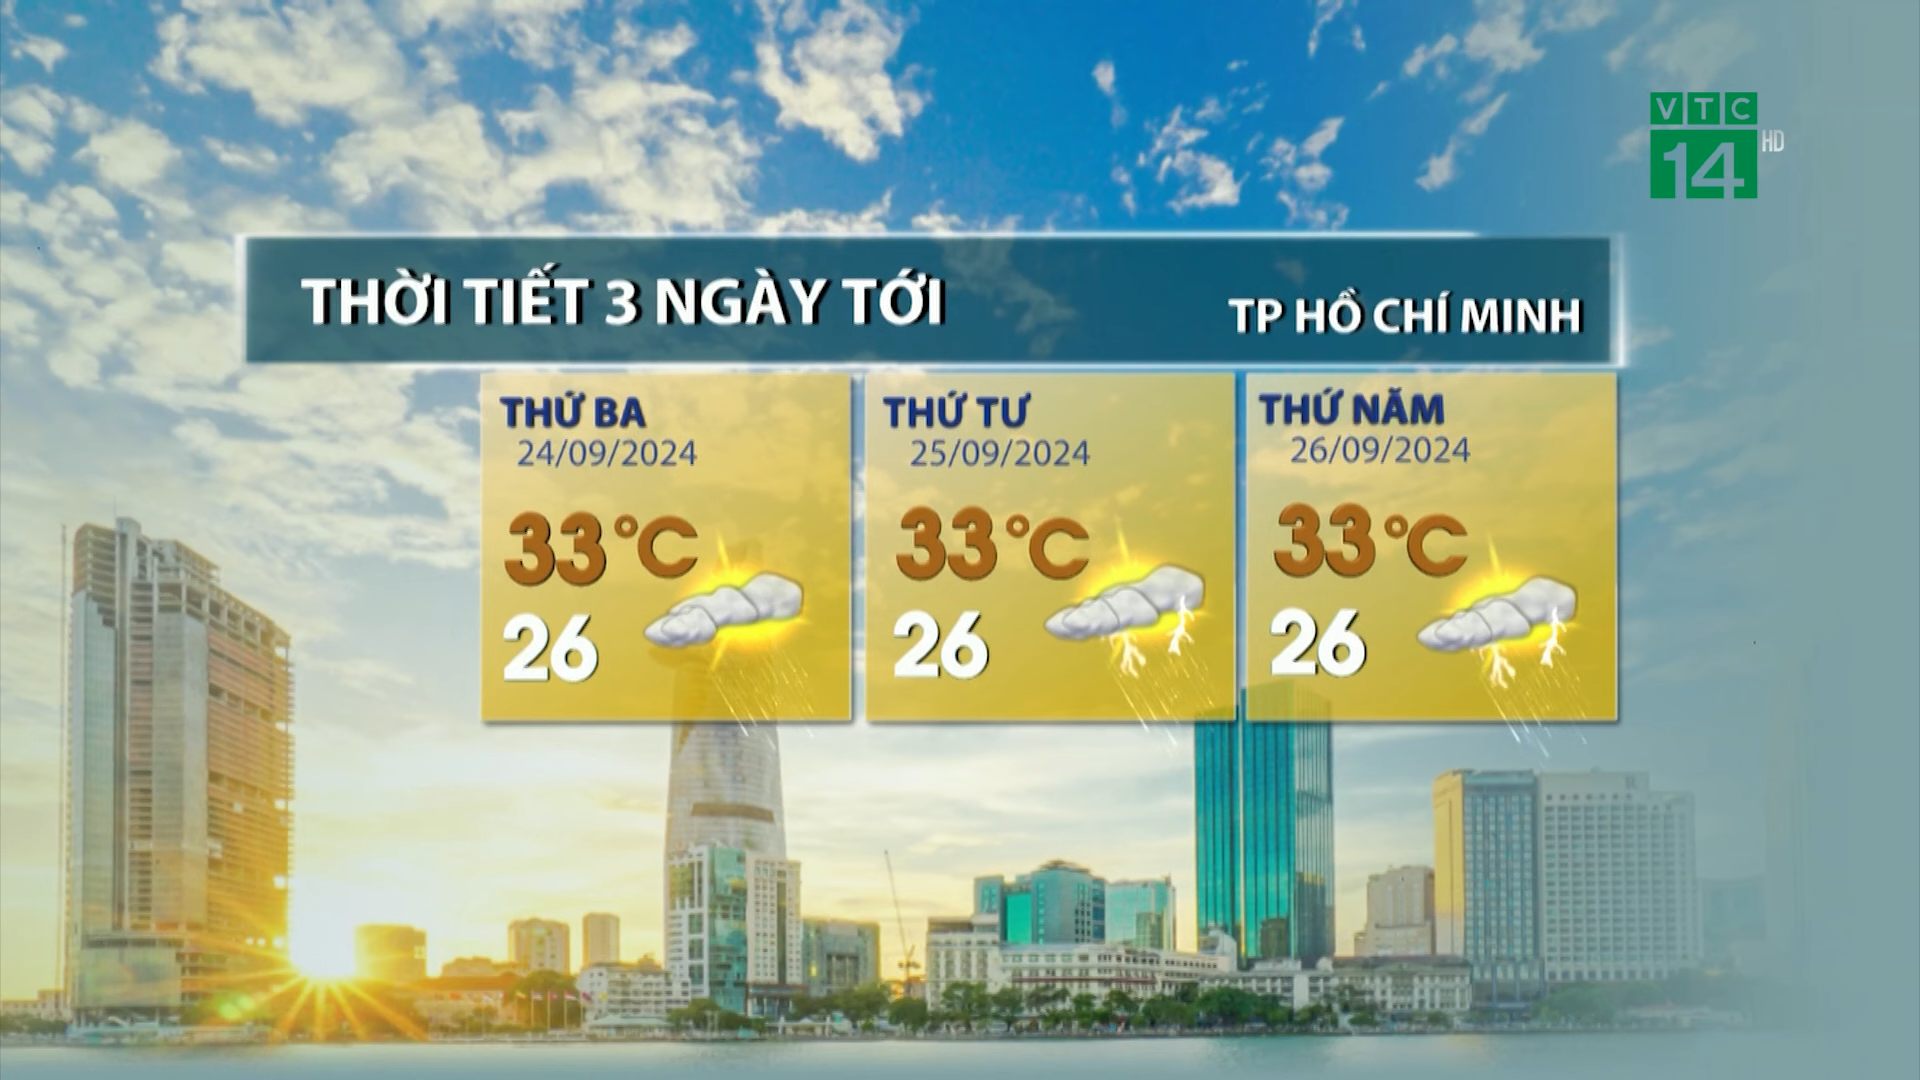 VTC
14 HD
THỜI TIẾT 3 NGÀY TỚI
TP HỒ CHÍ MINH
THỨ BA
24/09/2024
33°C
26
THỨ TƯ
25/09/2024
33°C
26
THỨ NĂM
26/09/2024
33°C
26